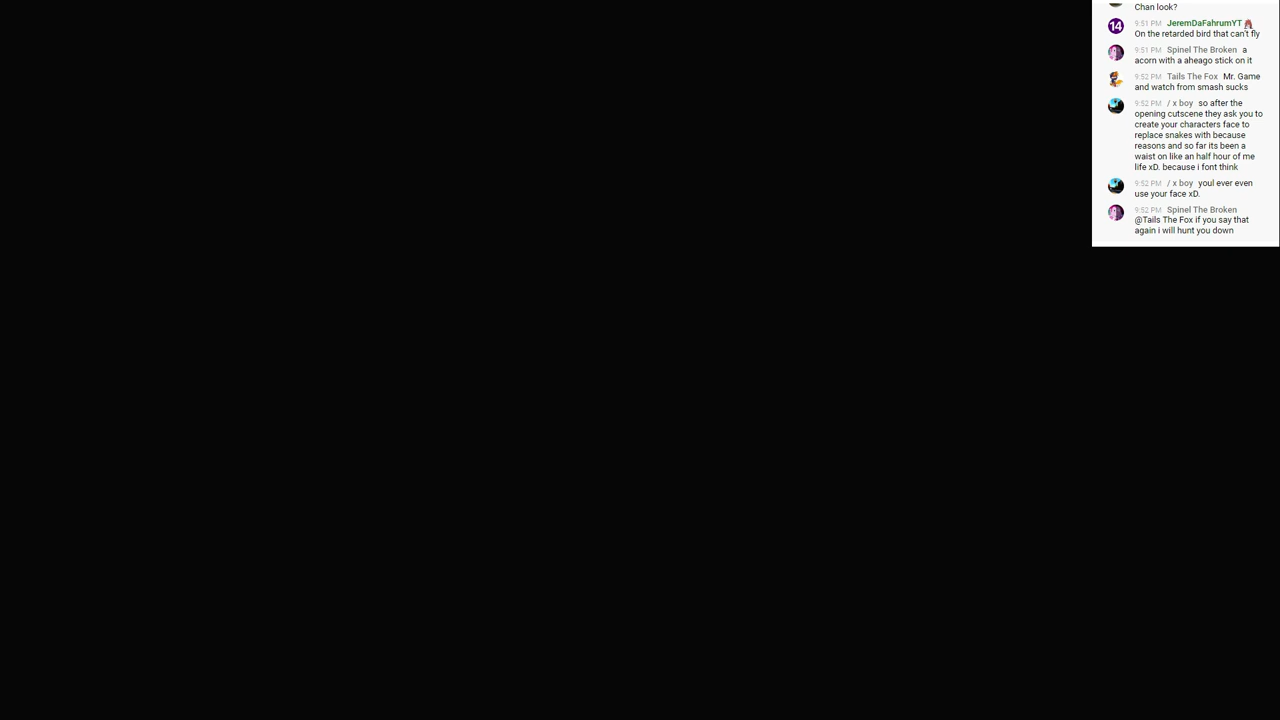 Chan look?
9:51 PM JeremDaFahrumYT
On the retarded bird that can't fly
9:51 PM Spinel The Broken a
acorn with a aheago stick on it
9:52 PM Tails The Fox Mr. Game
and watch from smash sucks
9:52 PM / x boy so after the
opening cutscene they ask you to
create your characters face to
replace snakes with because
reasons and so far its been a
waist on like an half hour of me
life xD. because i font think
9:52 PM / x boy youl ever even
use your face xD.
9:52 PM Spinel The Broken
@Tails The Fox if you say that
again i will hunt you down
14